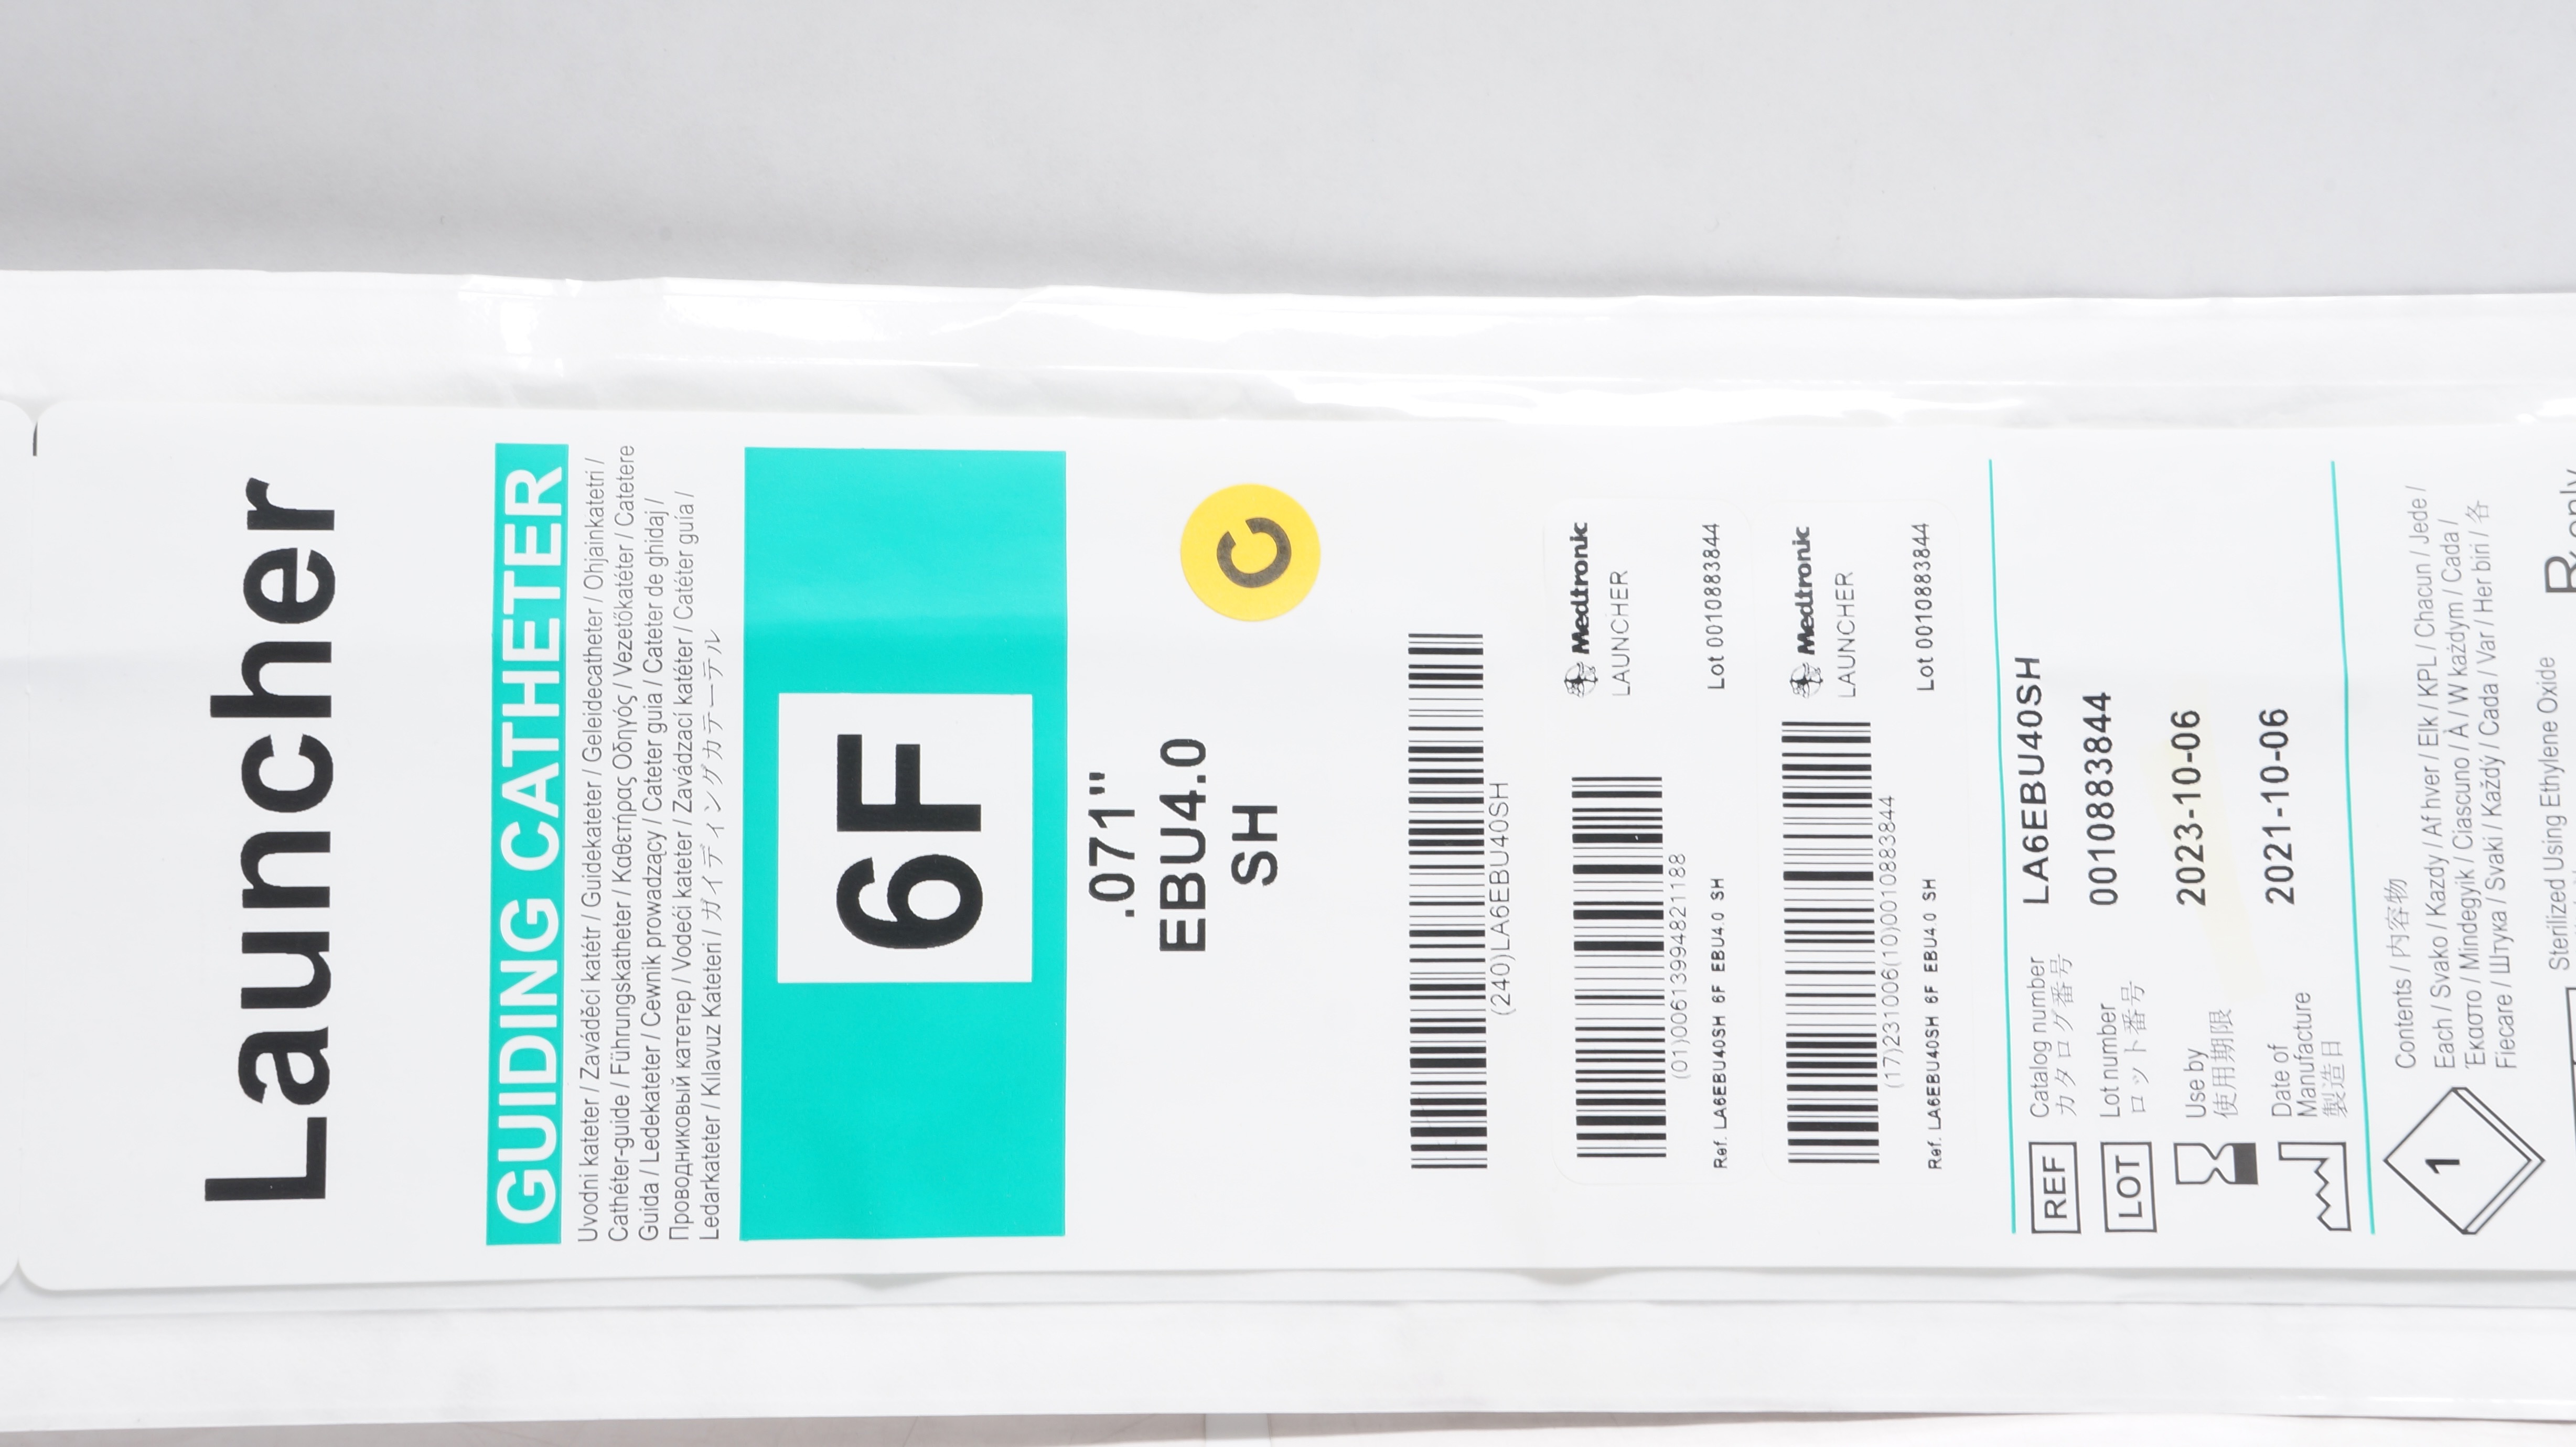 Launcher
GUIDING CATHETER
Uvodni kateter / Zaváděcí katétr / Guidekateter / Geleidecatheter / Ohjainkatetri /
Cathéter-guide / Führungskatheter / Καθετήρας Οδηγός / Vezetőkatéter / Catetere
Guida / Ledekateter / Cewnik prowadzący / Cateter guia / Cateter de ghidaj /
Проводниковый катетер / Vodeći kateter / Zavádzací katéter / Catéter guía /
Ledarkateter / Kılavuz Kateteri / ガイディングカテーテル
6F
.071"
EBU4.0
SH
C
(240)LA6EBU40SH
Medtronic
LAUNCHER
(01)00613994821188
Lot 0010883844
Ref. LA6EBU40SH 6F EBU4.0 SH
Medtronic
LAUNCHER
(17)231006(10)0010883844
Lot 0010883844
Ref. LA6EBU40SH 6F EBU4.0 SH
REF Catalog number LA6EBU40SH
カタログ番号
LOT Lot number 0010883844
ロット番号
Use by 2023-10-06
使用期限
Date of 2021-10-06
Manufacture
製造日
1
Contents / 内容物
Each / Svako / Kazdy / Af hver / Elk / KPL / Chacun / Jede /
Έκαστο / Mindegyik / Ciascuno / À / W każdym / Cada /
Fiecare / Штука / Svaki / Každý / Cada / Var / Her biri / 各
Sterilized Using Ethylene Oxide